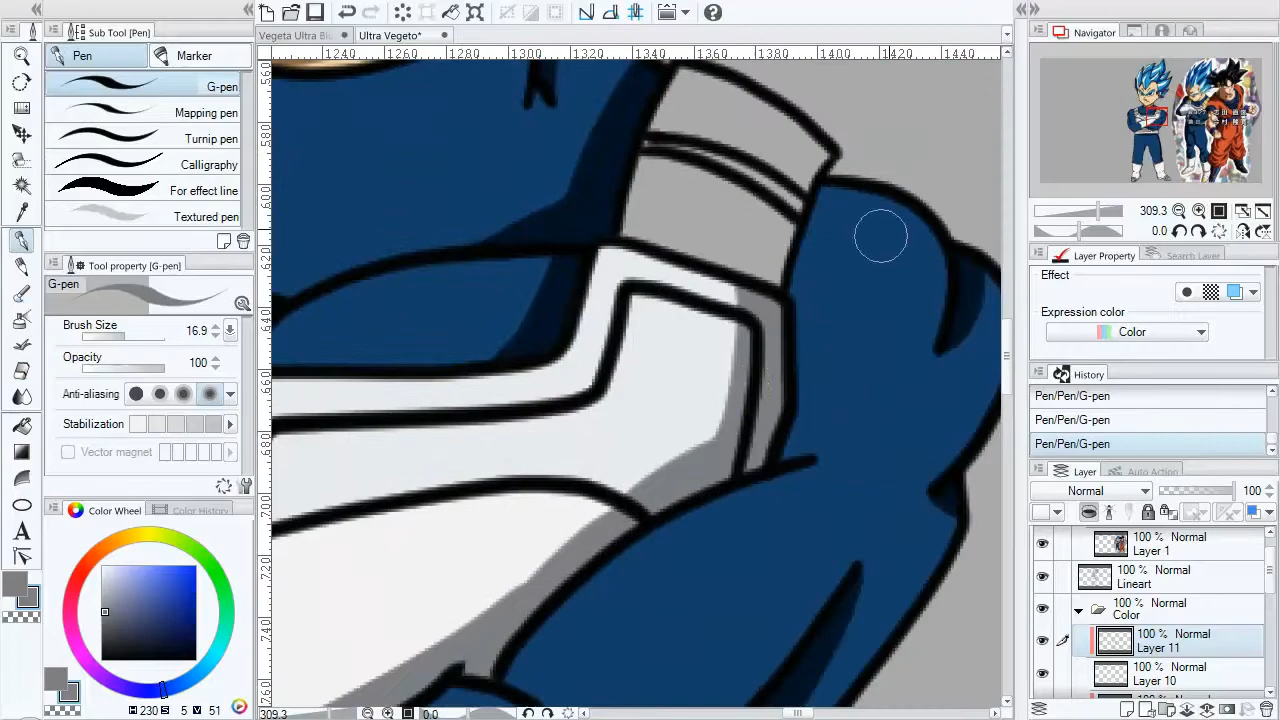 Sub Tool [Pen]
Pen
Marker
G-pen
Mapping pen
Turnip pen
Calligraphy
For effect line
Textured pen
Tool property [G-pen]
G-pen
Brush Size 16.9
Opacity 100
Anti-aliasing
Stabilization
Vector magnet
Color Wheel
Color History
H 230 S 5 V 51
Vegeta Ultra Blu
Ultra Vegeto*
1240 1260 1300 1320 1340 1360 1380 1400 1420 1440
560
580
600
620
640
660
680
700
720
740
760
309.3
0.0
Navigator
309.3
0.0
Layer Property
Search Layer
Effect
Expression color
Color
History
Pen/Pen/G-pen
Pen/Pen/G-pen
Pen/Pen/G-pen
Layer
Auto Action
Normal 100
100 % Normal
Layer 1
100 % Normal
Lineart
100 % Normal
Color
100 % Normal
Layer 11
100 % Normal
Layer 10